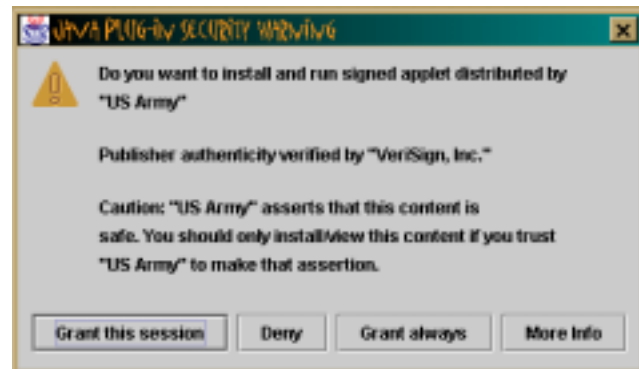 JAVA PLUG-IN SECURITY WARNING
Do you want to install and run signed applet distributed by
"US Army"
Publisher authenticity verified by "VeriSign, Inc."
Caution: "US Army" asserts that this content is
safe. You should only install/view this content if you trust
"US Army" to make that assertion.
Grant this session Deny Grant always More Info